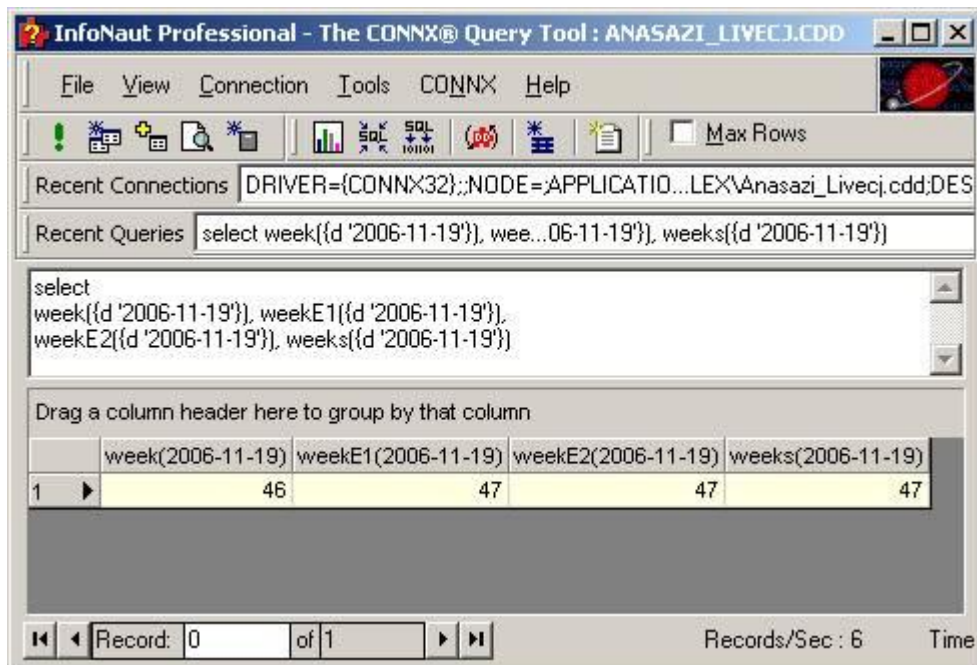 InfoNaut Professional - The CONNX® Query Tool : ANASAZI_LIVECJ.CDD
File View Connection Tools CONNX Help
Max Rows
Recent Connections DRIVER={CONNX32};;NODE=;APPLICATIO...LEX\Anasazi_Livecj.cdd;DES
Recent Queries select week({d '2006-11-19'}), wee...06-11-19'}), weeks({d '2006-11-19'})
select
week({d '2006-11-19'}), weekE1({d '2006-11-19'}),
weekE2({d '2006-11-19'}), weeks({d '2006-11-19'})
Drag a column header here to group by that column
week(2006-11-19) weekE1(2006-11-19) weekE2(2006-11-19) weeks(2006-11-19)
1 46 47 47 47
Record: 0 of 1 Records/Sec : 6 Time